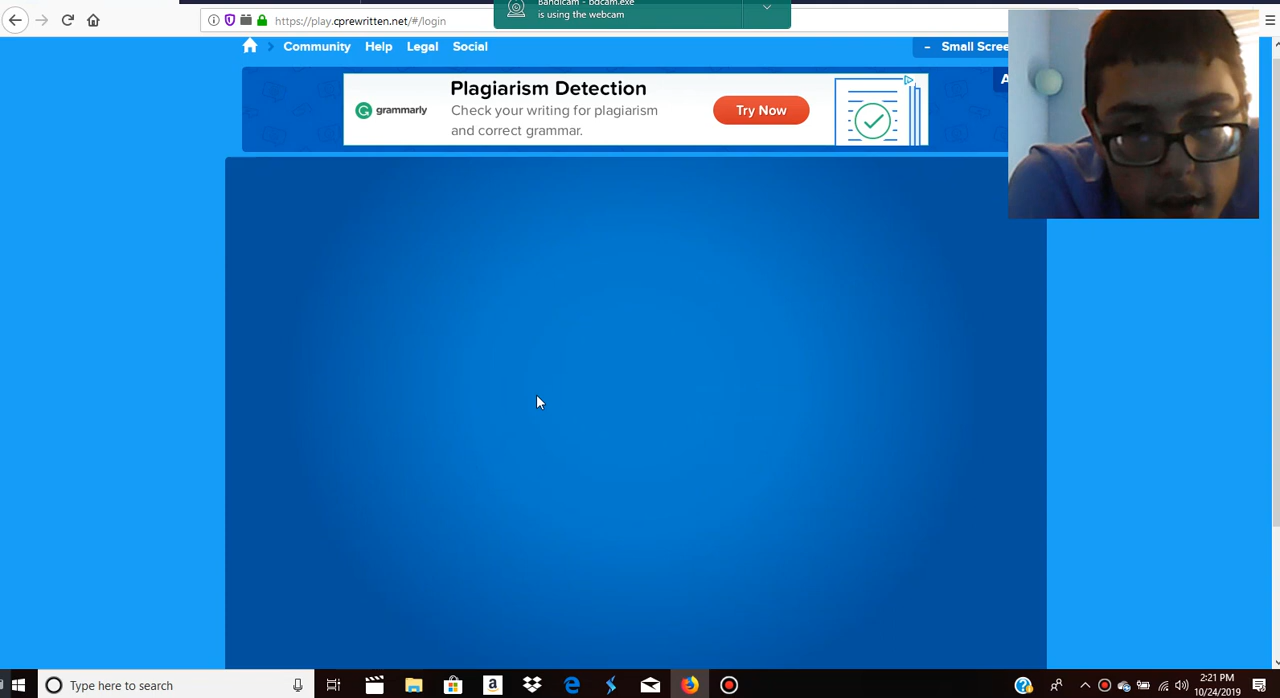 Bandicam - bdcam.exe
is using the webcam
https://play.cprewritten.net/#/login
Community Help Legal Social
- Small Scree
A
Plagiarism Detection
grammarly
Check your writing for plagiarism
and correct grammar.
Try Now
Type here to search
2:21 PM
10/24/2019